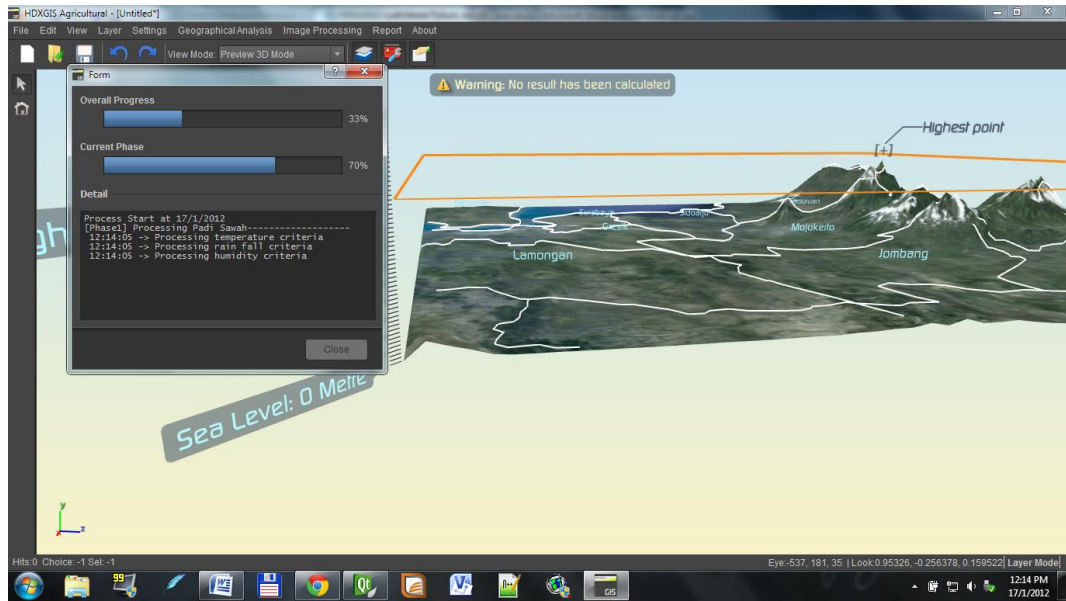 HDXGIS Agricultural - [Untitled*]
File Edit View Layer Settings Geographical Analysis Image Processing Report About
View Mode: Preview 3D Mode
Form
Overall Progress
33%
Current Phase
70%
Detail
Process Start at 17/1/2012
[Phase1] Processing Padi Sawah-------------------
12:14:05 -> Processing temperature criteria
12:14:05 -> Processing rain fall criteria
12:14:05 -> Processing humidity criteria
Close
Warning: No result has been calculated
Highest point
[+]
Surabaya
Sidoarjo
Gresik
Pasuruan
Mojokerto
Lamongan
Jombang
gh
Sea Level: 0 Metre
y
x
z
Hits:0 Choice: -1 Sel: -1
Eye:-537, 181, 35 | Look:0.95326, -0.256378, 0.159522| Layer Mode
99
Qt
GIS
12:14 PM
17/1/2012